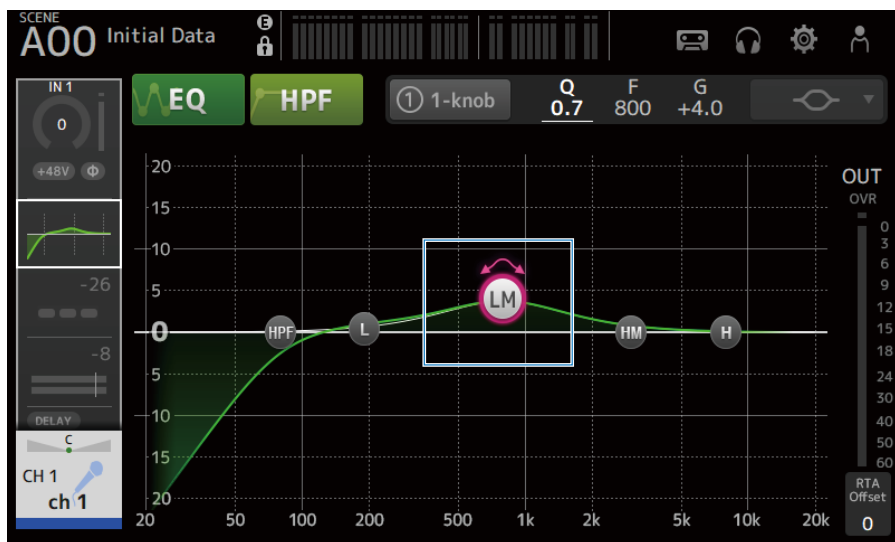 SCENE
A00 Initial Data
E
EQ
HPF
1 1-knob
Q F G
0.7 800 +4.0
IN 1
0
+48V Φ
-26
-8
DELAY
C
CH 1
ch 1
20
15
10
5
0
5
10
15
20
HPF L LM HM H
20 50 100 200 500 1k 2k 5k 10k 20k
OUT
OVR
0
3
6
9
12
15
18
24
30
40
50
60
RTA
Offset
0